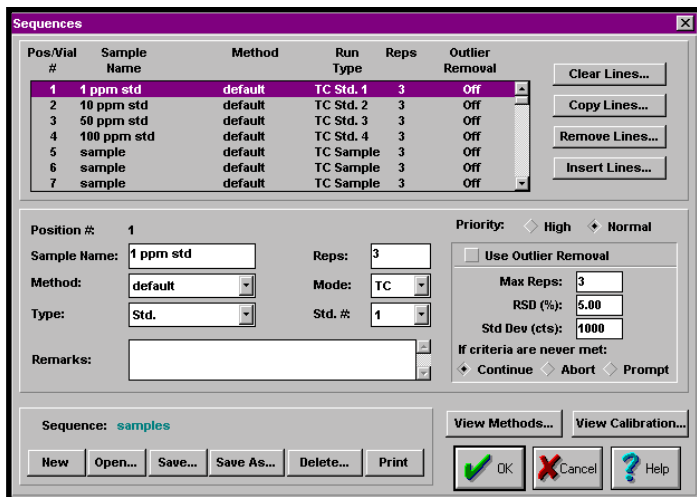 Sequences
Pos/Vial Sample Method Run Reps Outlier
# Name Type Removal
1 1 ppm std default TC Std. 1 3 Off
2 10 ppm std default TC Std. 2 3 Off
3 50 ppm std default TC Std. 3 3 Off
4 100 ppm std default TC Std. 4 3 Off
5 sample default TC Sample 3 Off
6 sample default TC Sample 3 Off
7 sample default TC Sample 3 Off
Clear Lines...
Copy Lines...
Remove Lines...
Insert Lines...
Position #: 1
Sample Name: 1 ppm std Reps: 3
Method: default Mode: TC
Type: Std. Std. #: 1
Remarks:
Priority: High Normal
Use Outlier Removal
Max Reps: 3
RSD (%): 5.00
Std Dev (cts): 1000
If criteria are never met:
Continue Abort Prompt
Sequence: samples
New Open... Save... Save As... Delete... Print
View Methods... View Calibration...
OK Cancel Help